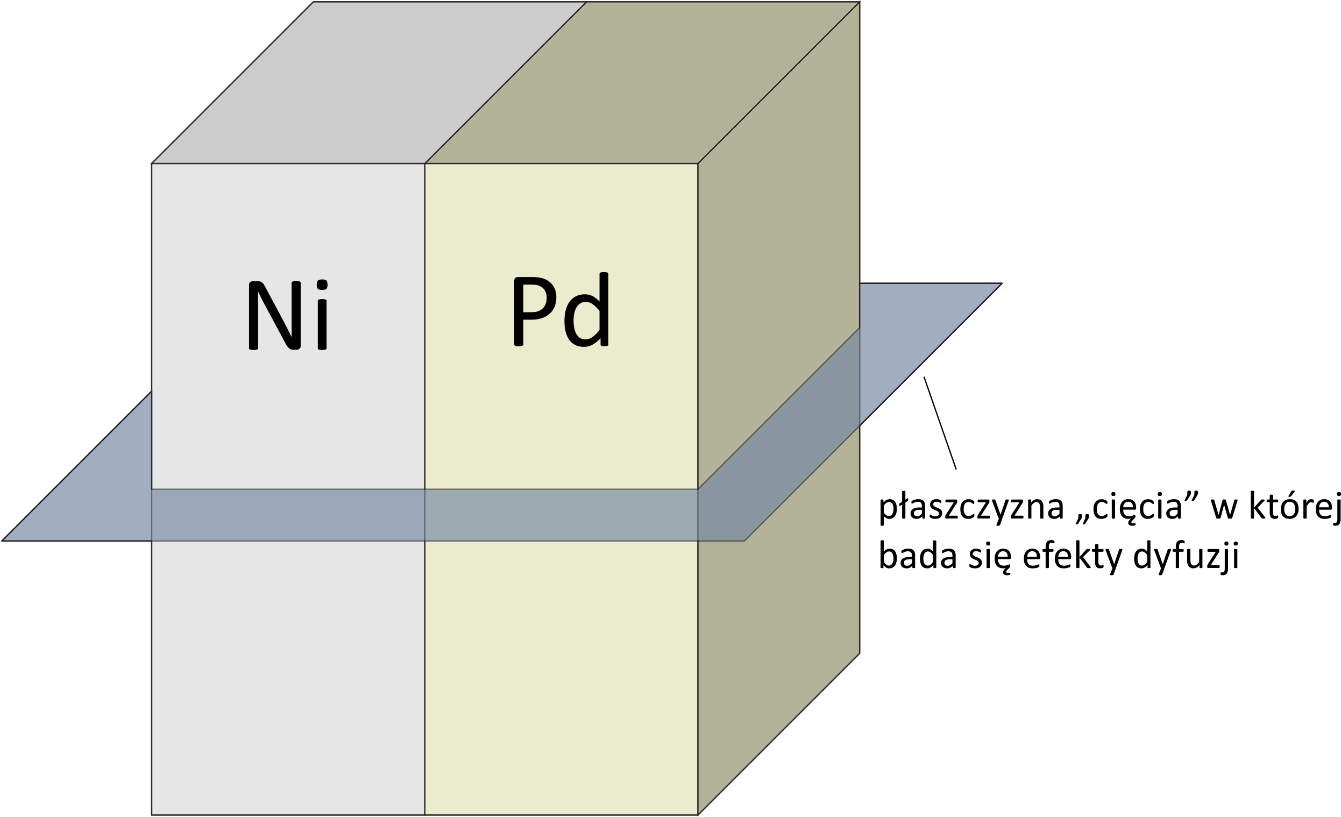 Ni
Pd
płaszczyzna „cięcia” w której
bada się efekty dyfuzji